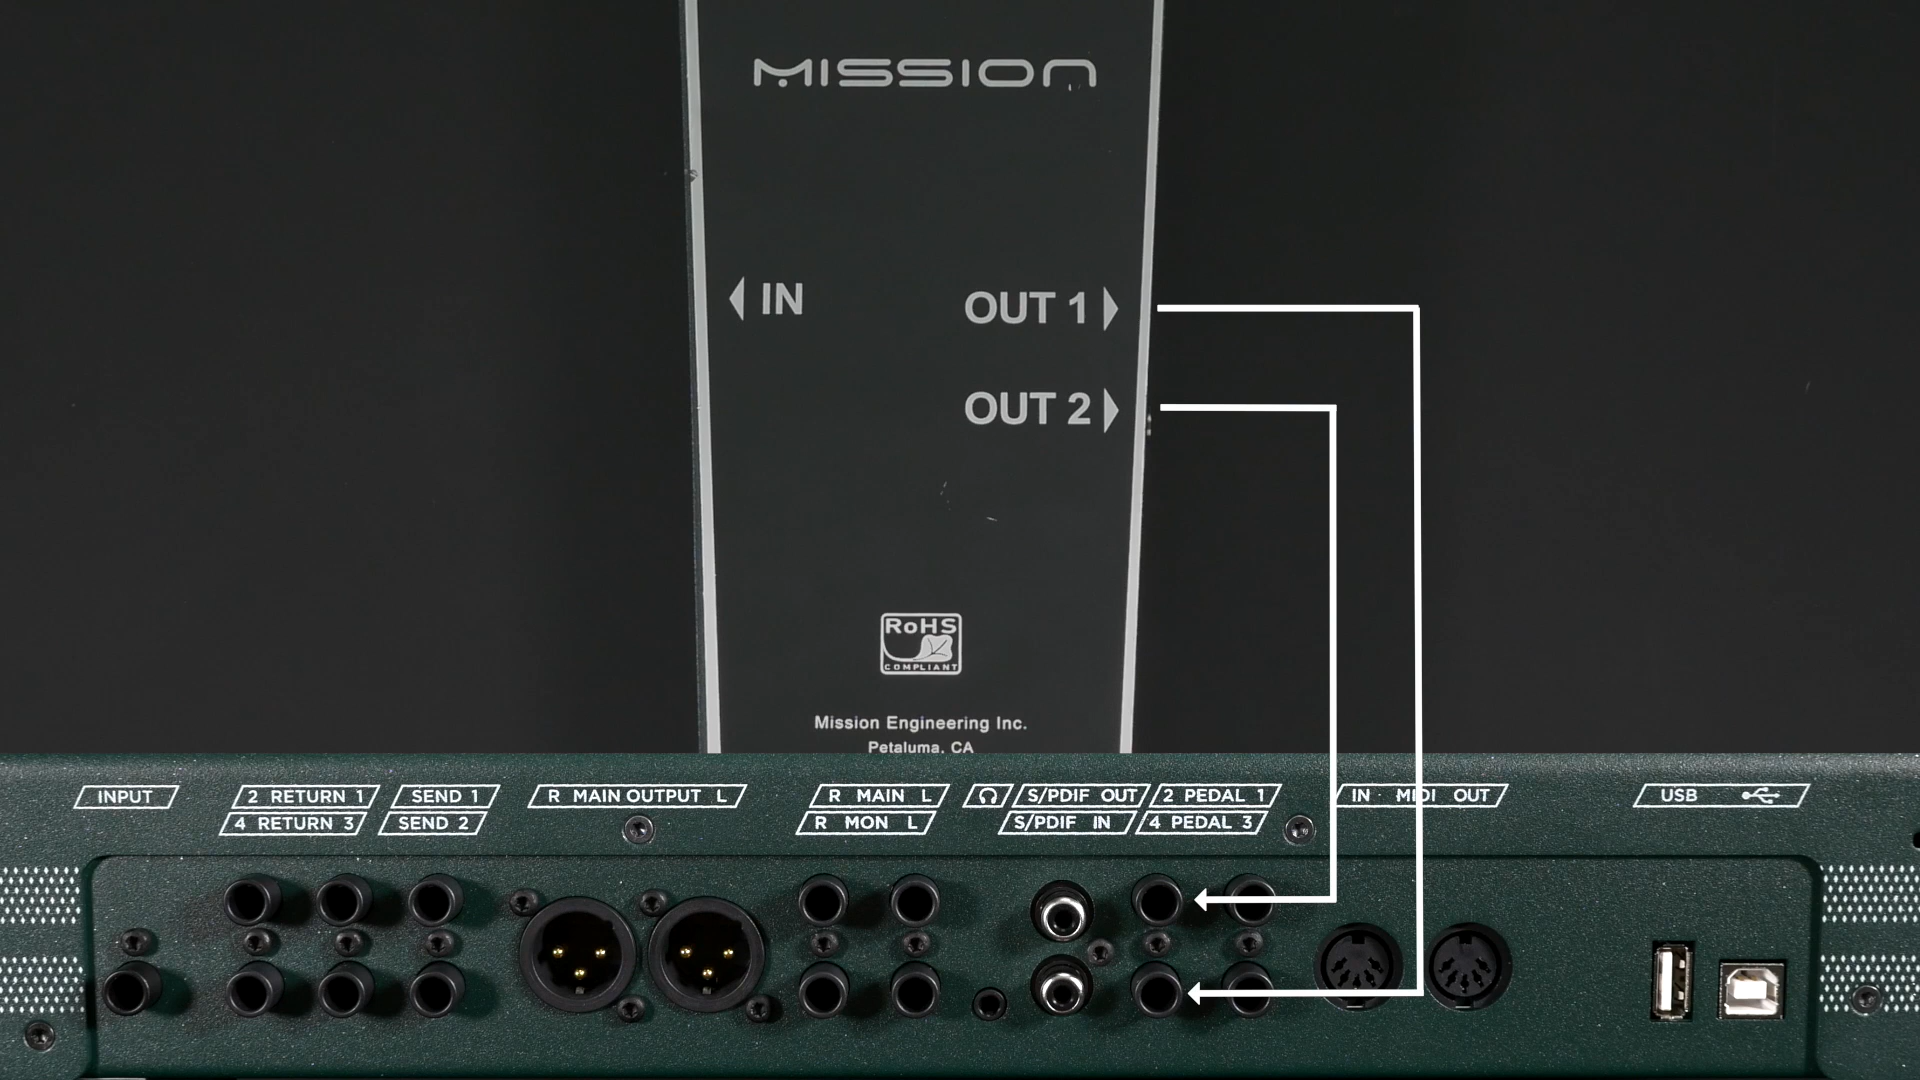 MISSION
IN
OUT 1
OUT 2
RoHS
COMPLIANT
Mission Engineering Inc.
Petaluma, CA
INPUT
2 RETURN 1
4 RETURN 3
SEND 1
SEND 2
R MAIN OUTPUT L
R MAIN L
R MON L
S/PDIF OUT
S/PDIF IN
2 PEDAL 1
4 PEDAL 3
IN · MIDI OUT
USB